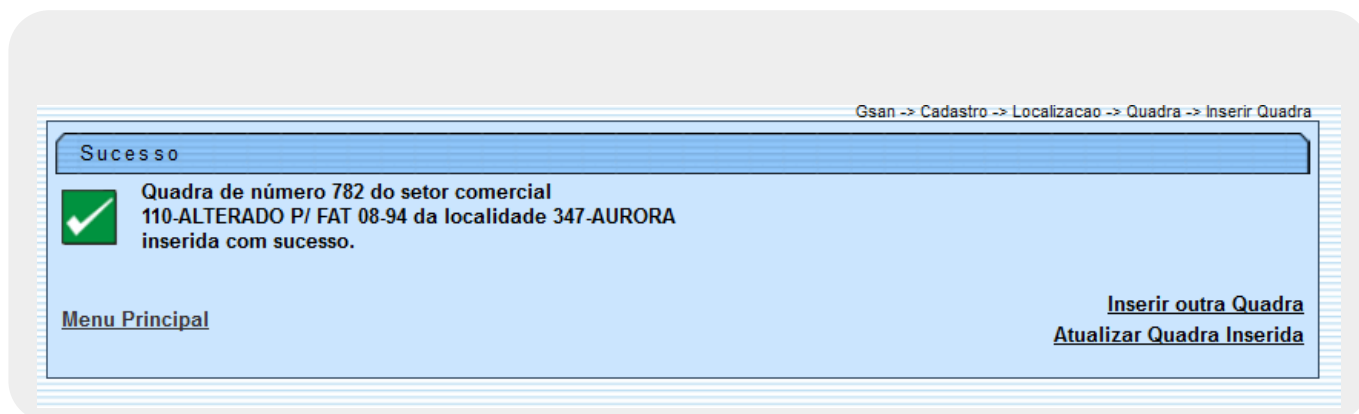 Gsan -> Cadastro -> Localizacao -> Quadra -> Inserir Quadra
Sucesso
Quadra de número 782 do setor comercial
110-ALTERADO P/ FAT 08-94 da localidade 347-AURORA
inserida com sucesso.
Menu Principal
Inserir outra Quadra
Atualizar Quadra Inserida